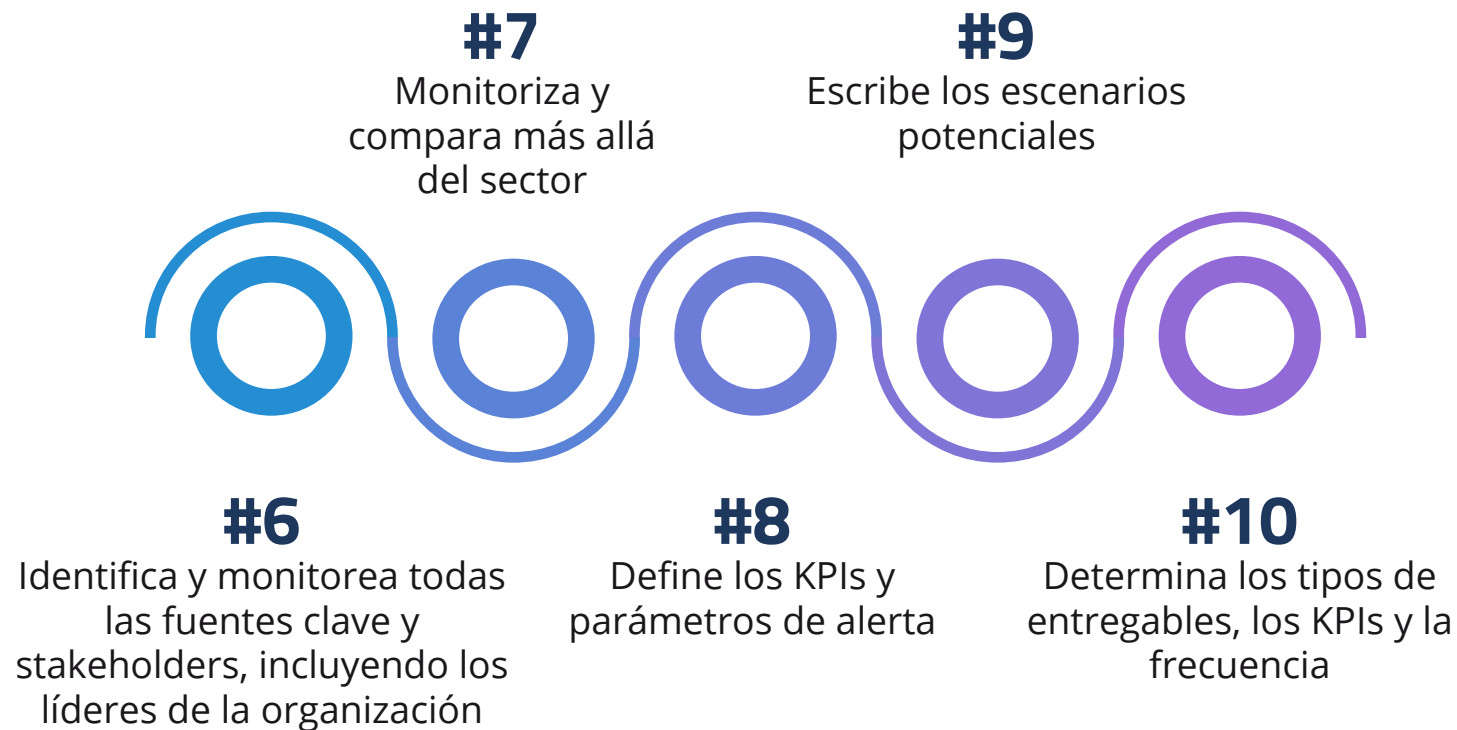 #7
Monitoriza y
compara más allá
del sector
#9
Escribe los escenarios
potenciales
#6
Identifica y monitorea todas
las fuentes clave y
stakeholders, incluyendo los
líderes de la organización
#8
Define los KPIs y
parámetros de alerta
#10
Determina los tipos de
entregables, los KPIs y la
frecuencia